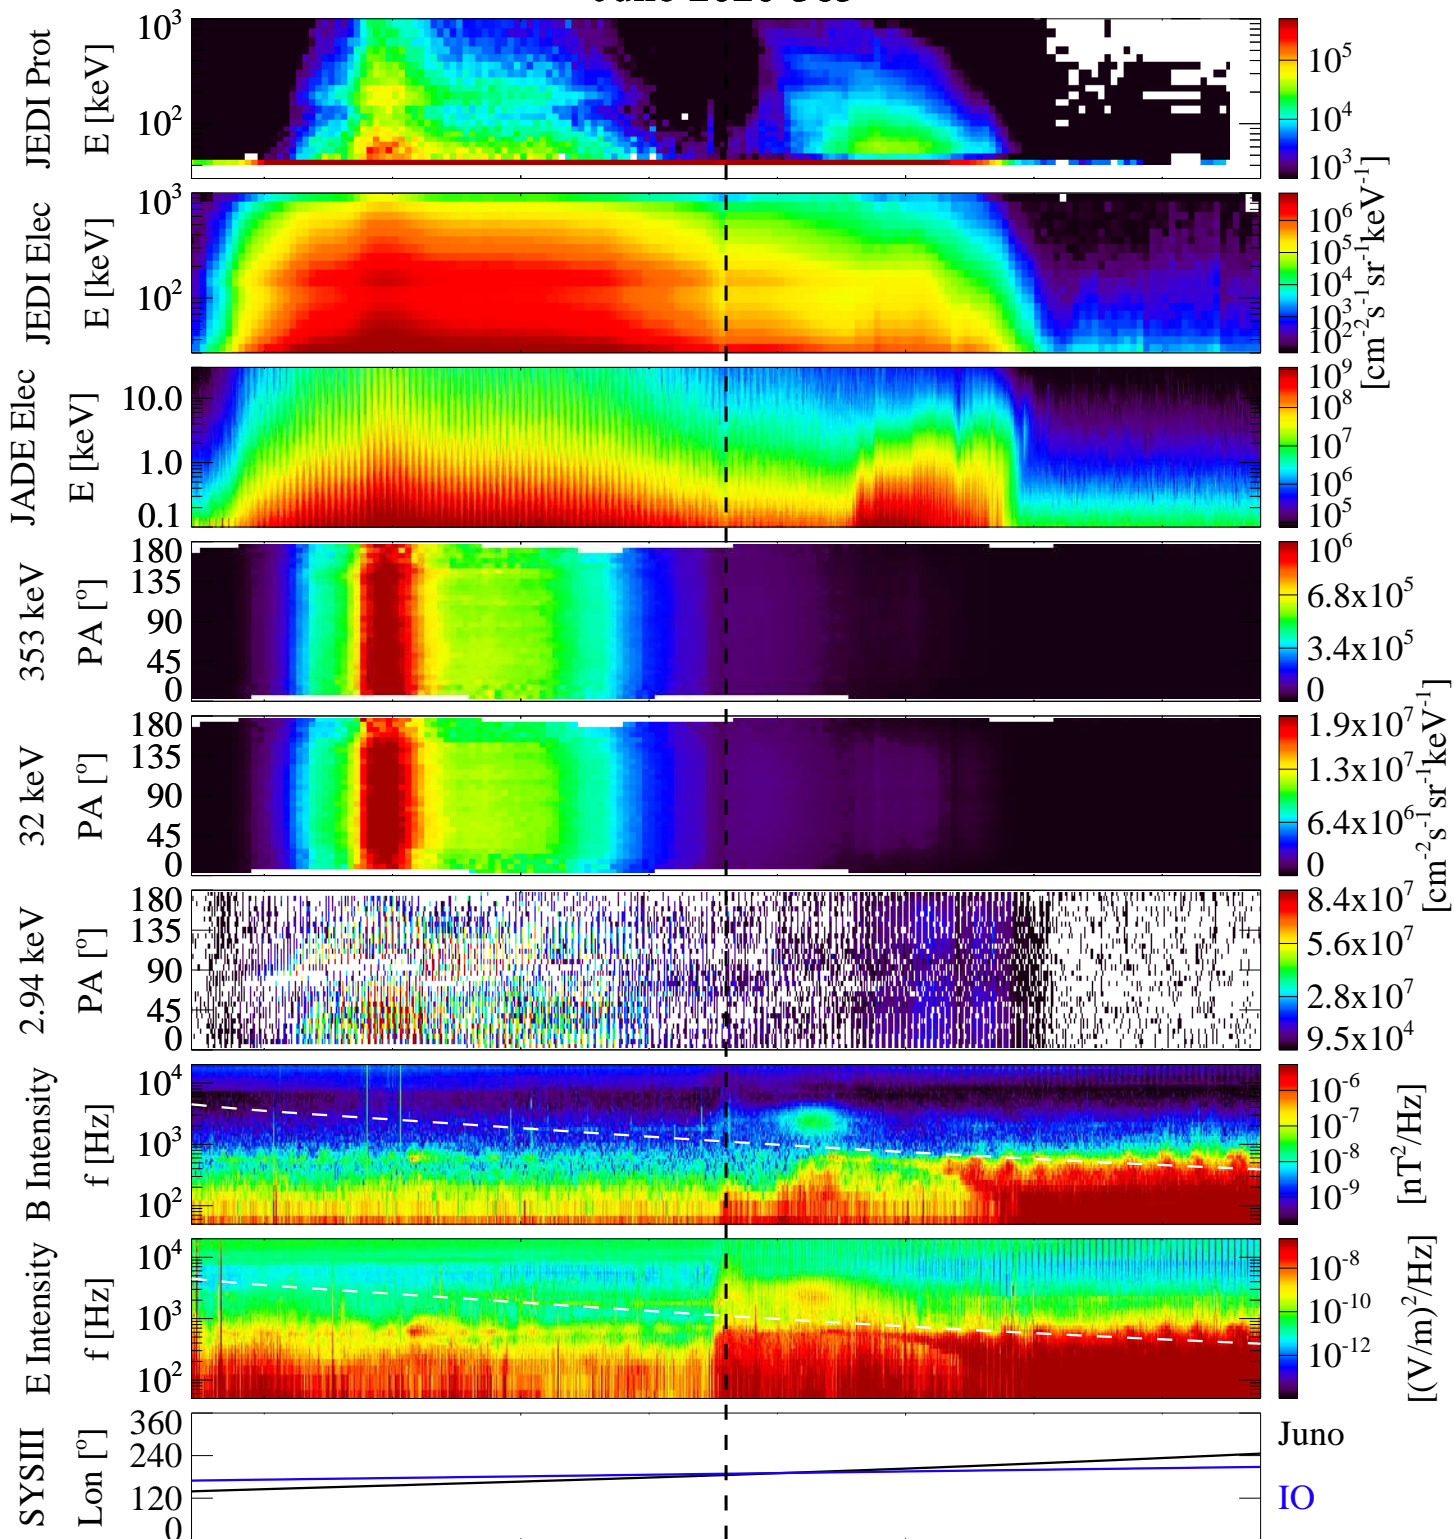 JEDI Prot
E [keV]
10³
10²
10⁵
10⁴
10³
JEDI Elec
E [keV]
10³
10²
10⁶
10⁵
10⁴
10³
10²
[cm⁻²s⁻¹sr⁻¹keV⁻¹]
JADE Elec
E [keV]
10.0
1.0
0.1
10⁹
10⁸
10⁷
10⁶
10⁵
353 keV
PA [°]
180
135
90
45
0
10⁶
6.8x10⁵
3.4x10⁵
0
32 keV
PA [°]
180
135
90
45
0
1.9x10⁷
1.3x10⁷
6.4x10⁶
0
[cm⁻²s⁻¹sr⁻¹keV⁻¹]
2.94 keV
PA [°]
180
135
90
45
0
8.4x10⁷
5.6x10⁷
2.8x10⁷
9.5x10⁴
B Intensity
f [Hz]
10⁴
10³
10²
10⁻⁶
10⁻⁷
10⁻⁸
10⁻⁹
[nT²/Hz]
E Intensity
f [Hz]
10⁴
10³
10²
10⁻⁸
10⁻¹⁰
10⁻¹²
[(V/m)²/Hz]
SYSIII
Lon [°]
360
240
120
0
Juno
IO